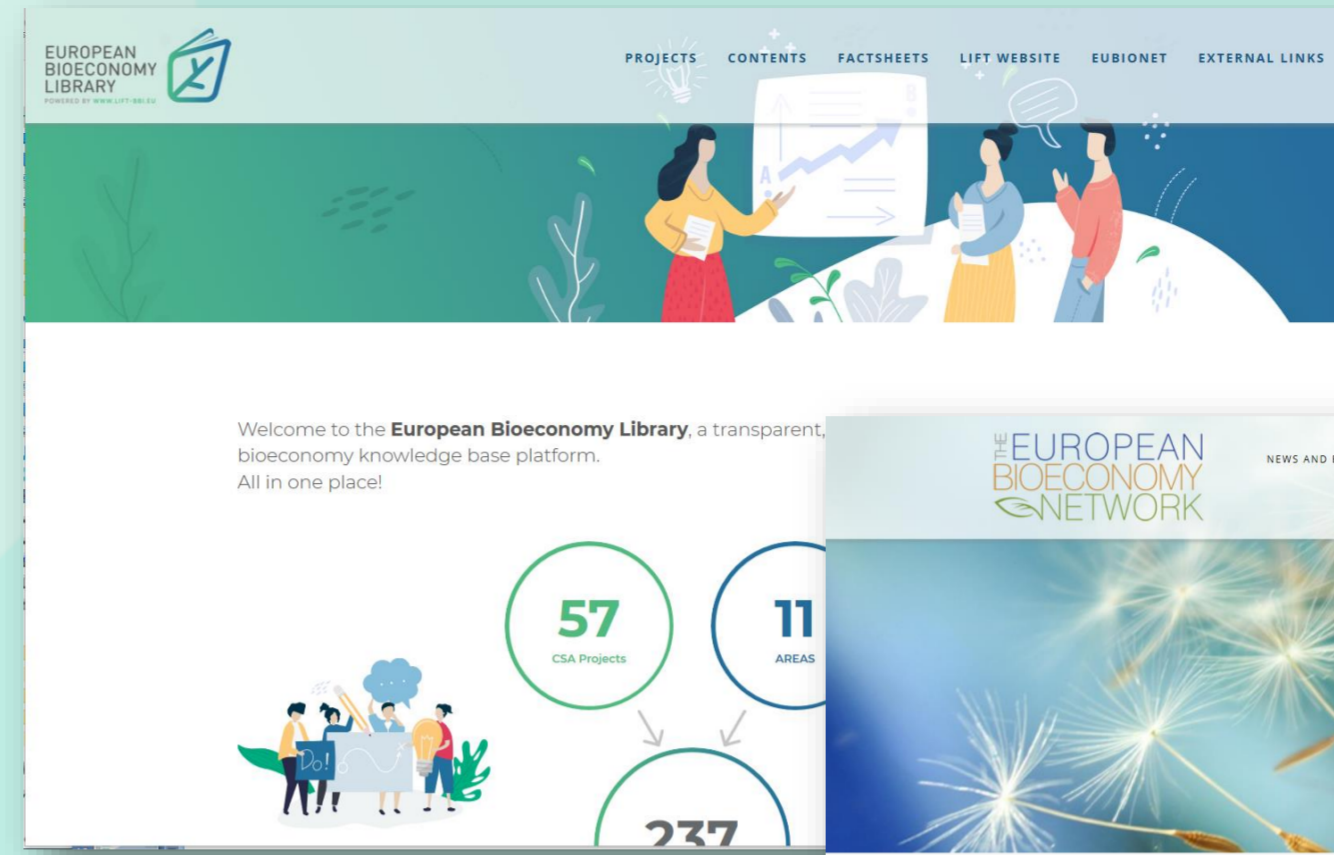 EUROPEAN
BIOECONOMY
LIBRARY
POWERED BY WWW.LIFT-BBI.EU
PROJECTS CONTENTS FACTSHEETS LIFT WEBSITE EUBIONET EXTERNAL LINKS
A
B
Welcome to the European Bioeconomy Library, a transparent,
bioeconomy knowledge base platform.
All in one place!
57
CSA Projects
11
AREAS
Do!
237
THE EUROPEAN
BIOECONOMY
NETWORK
NEWS AND